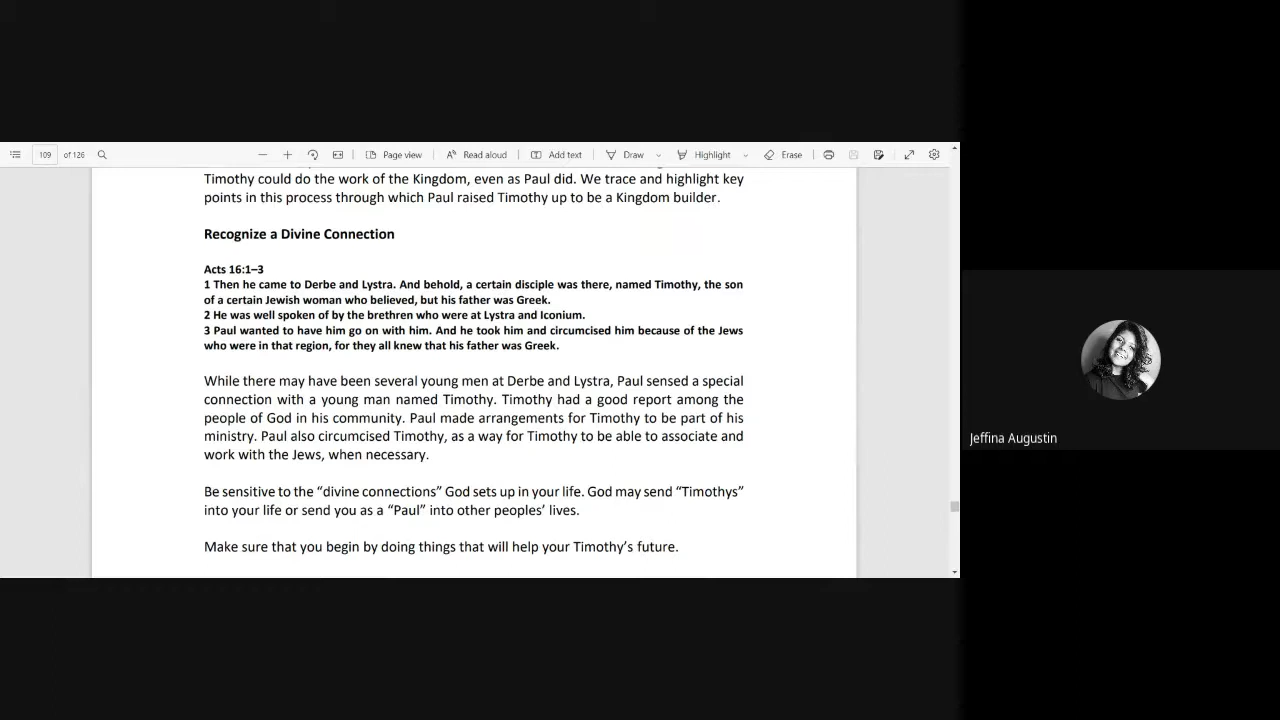 109 of 126 Page view Read aloud Add text Draw Highlight Erase
Timothy could do the work of the Kingdom, even as Paul did. We trace and highlight key
points in this process through which Paul raised Timothy up to be a Kingdom builder.
Recognize a Divine Connection
Acts 16:1–3
1 Then he came to Derbe and Lystra. And behold, a certain disciple was there, named Timothy, the son
of a certain Jewish woman who believed, but his father was Greek.
2 He was well spoken of by the brethren who were at Lystra and Iconium.
3 Paul wanted to have him go on with him. And he took him and circumcised him because of the Jews
who were in that region, for they all knew that his father was Greek.
While there may have been several young men at Derbe and Lystra, Paul sensed a special
connection with a young man named Timothy. Timothy had a good report among the
people of God in his community. Paul made arrangements for Timothy to be part of his
ministry. Paul also circumcised Timothy, as a way for Timothy to be able to associate and
work with the Jews, when necessary.
Be sensitive to the “divine connections” God sets up in your life. God may send “Timothys”
into your life or send you as a “Paul” into other peoples’ lives.
Make sure that you begin by doing things that will help your Timothy’s future.
Jeffina Augustin